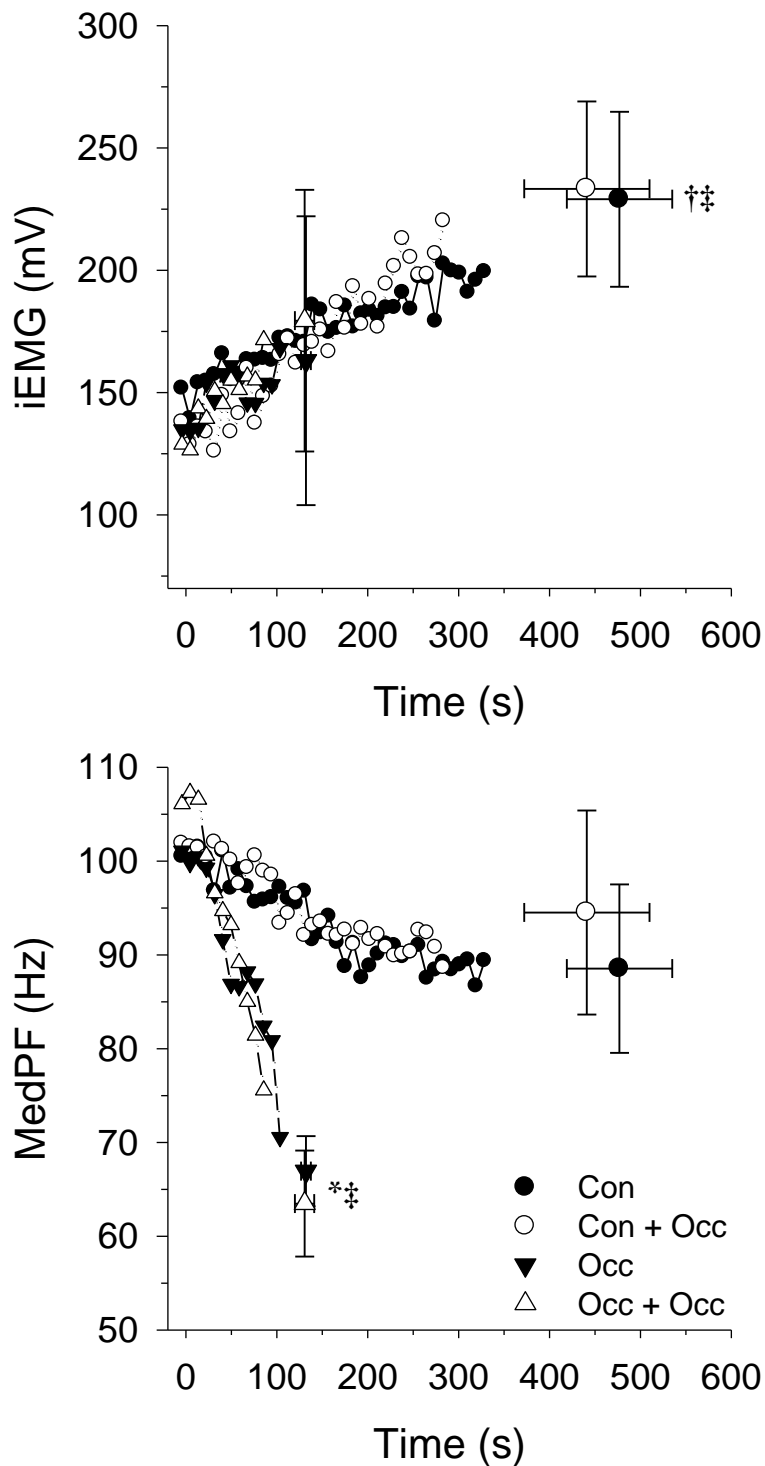 300
250
200
150
100
iEMG (mV)
†‡
0 100 200 300 400 500 600
Time (s)
110
100
90
80
70
60
50
MedPF (Hz)
*‡
Con
Con + Occ
Occ
Occ + Occ
0 100 200 300 400 500 600
Time (s)